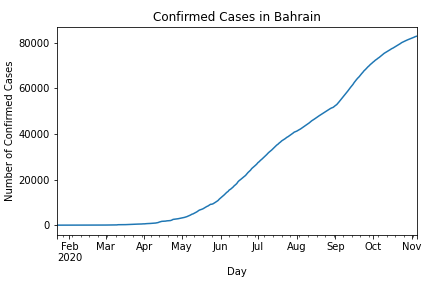 Confirmed Cases in Bahrain
Number of Confirmed Cases
80000
60000
40000
20000
0
Feb Mar Apr May Jun Jul Aug Sep Oct Nov
2020
Day